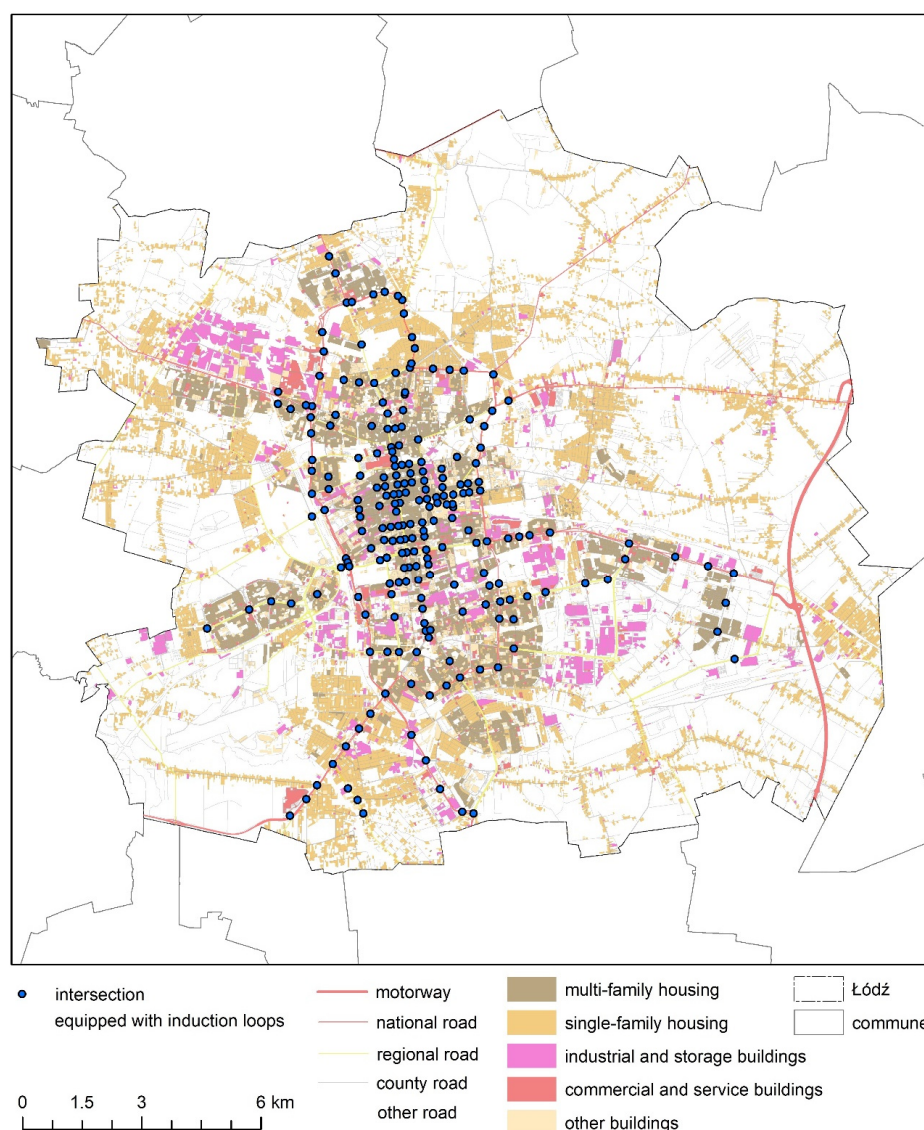 intersection
equipped with induction loops
motorway
national road
regional road
county road
other road
multi-family housing
single-family housing
industrial and storage buildings
commercial and service buildings
other buildings
Łódź
commune
0 1.5 3 6 km